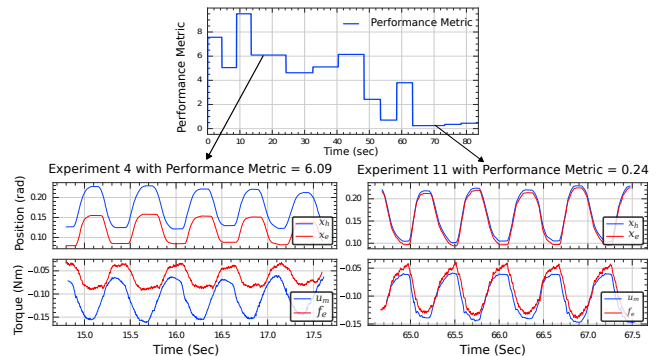 Performance Metric
Performance Metric
8
6
4
2
0
0 10 20 30 40 50 60 70 80
Time (sec)
Experiment 4 with Performance Metric = 6.09
Experiment 11 with Performance Metric = 0.24
Position (rad)
0.20
0.15
0.10
x_h
x_e
0.20
0.15
0.10
x_h
x_e
Torque (Nm)
−0.05
−0.10
−0.15
u_m
f_e
−0.05
−0.10
−0.15
u_m
f_e
15.0 15.5 16.0 16.5 17.0 17.5
65.0 65.5 66.0 66.5 67.0 67.5
Time (Sec)
Time (Sec)